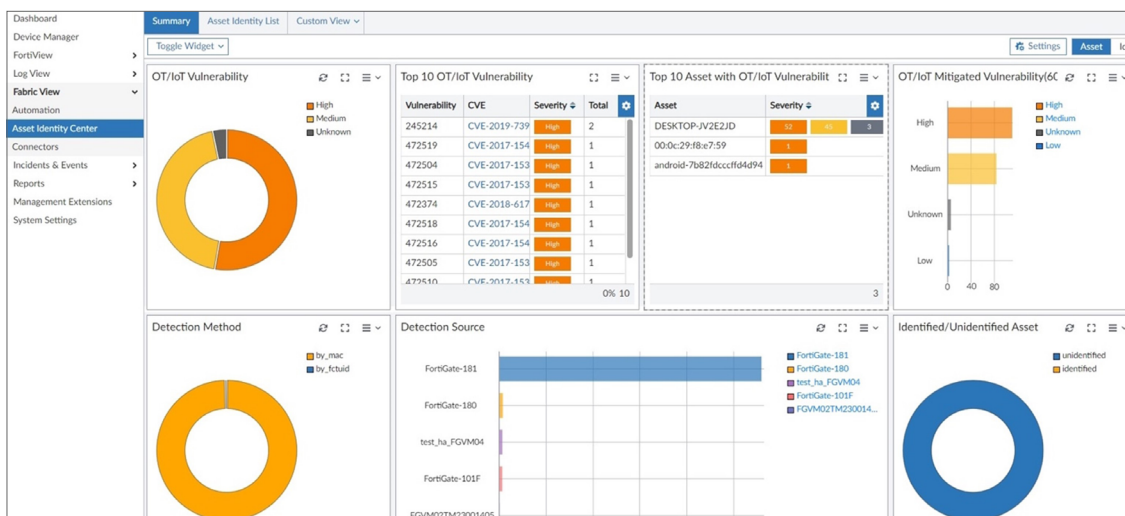 Dashboard
Device Manager
FortiView
Log View
Fabric View
Automation
Asset Identity Center
Connectors
Incidents & Events
Reports
Management Extensions
System Settings
Summary
Asset Identity List
Custom View
Toggle Widget
Settings
Asset
OT/IoT Vulnerability
High
Medium
Unknown
Top 10 OT/IoT Vulnerability
Vulnerability CVE Severity Total
245214 CVE-2019-739 High 2
472519 CVE-2017-154 High 1
472504 CVE-2017-153 High 1
472515 CVE-2017-153 High 1
472374 CVE-2018-617 High 1
472518 CVE-2017-154 High 1
472516 CVE-2017-154 High 1
472505 CVE-2017-153 High 1
472510 CVE-2017-153 High 1
0% 10
Top 10 Asset with OT/IoT Vulnerabilit
Asset Severity
DESKTOP-JV2E2JD 52 3
00:0c:29:f8:e7:59 1
android-7b82fdcccffd4d94 1
3
OT/IoT Mitigated Vulnerability(60
High
Medium
Unknown
Low
0 40 80
High
Medium
Unknown
Low
Detection Method
by_mac
by_fctuid
Detection Source
FortiGate-181
FortiGate-180
test_ha_FGVM04
FortiGate-101F
FGVM02TM23001405
FortiGate-181
FortiGate-180
test_ha_FGVM04
FortiGate-101F
FGVM02TM230014...
Identified/Unidentified Asset
unidentified
identified